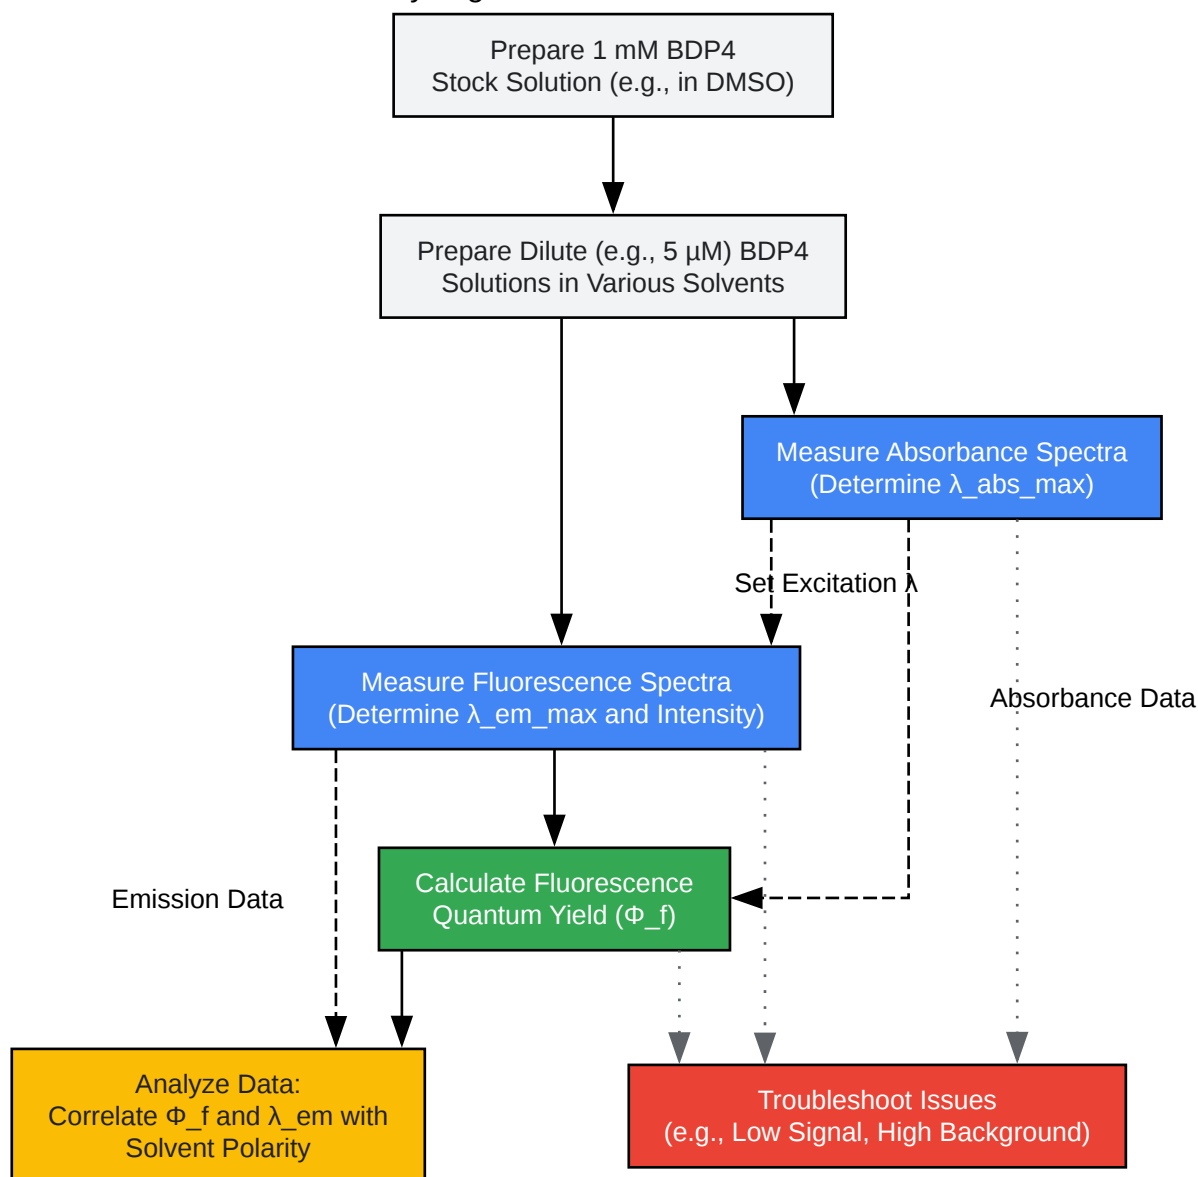 Prepare 1 mM BDP4
Stock Solution (e.g., in DMSO)
Prepare Dilute (e.g., 5 µM) BDP4
Solutions in Various Solvents
Measure Absorbance Spectra
(Determine λ_abs_max)
Set Excitation λ
Measure Fluorescence Spectra
(Determine λ_em_max and Intensity)
Absorbance Data
Calculate Fluorescence
Quantum Yield (Φ_f)
Emission Data
Analyze Data:
Correlate Φ_f and λ_em with
Solvent Polarity
Troubleshoot Issues
(e.g., Low Signal, High Background)